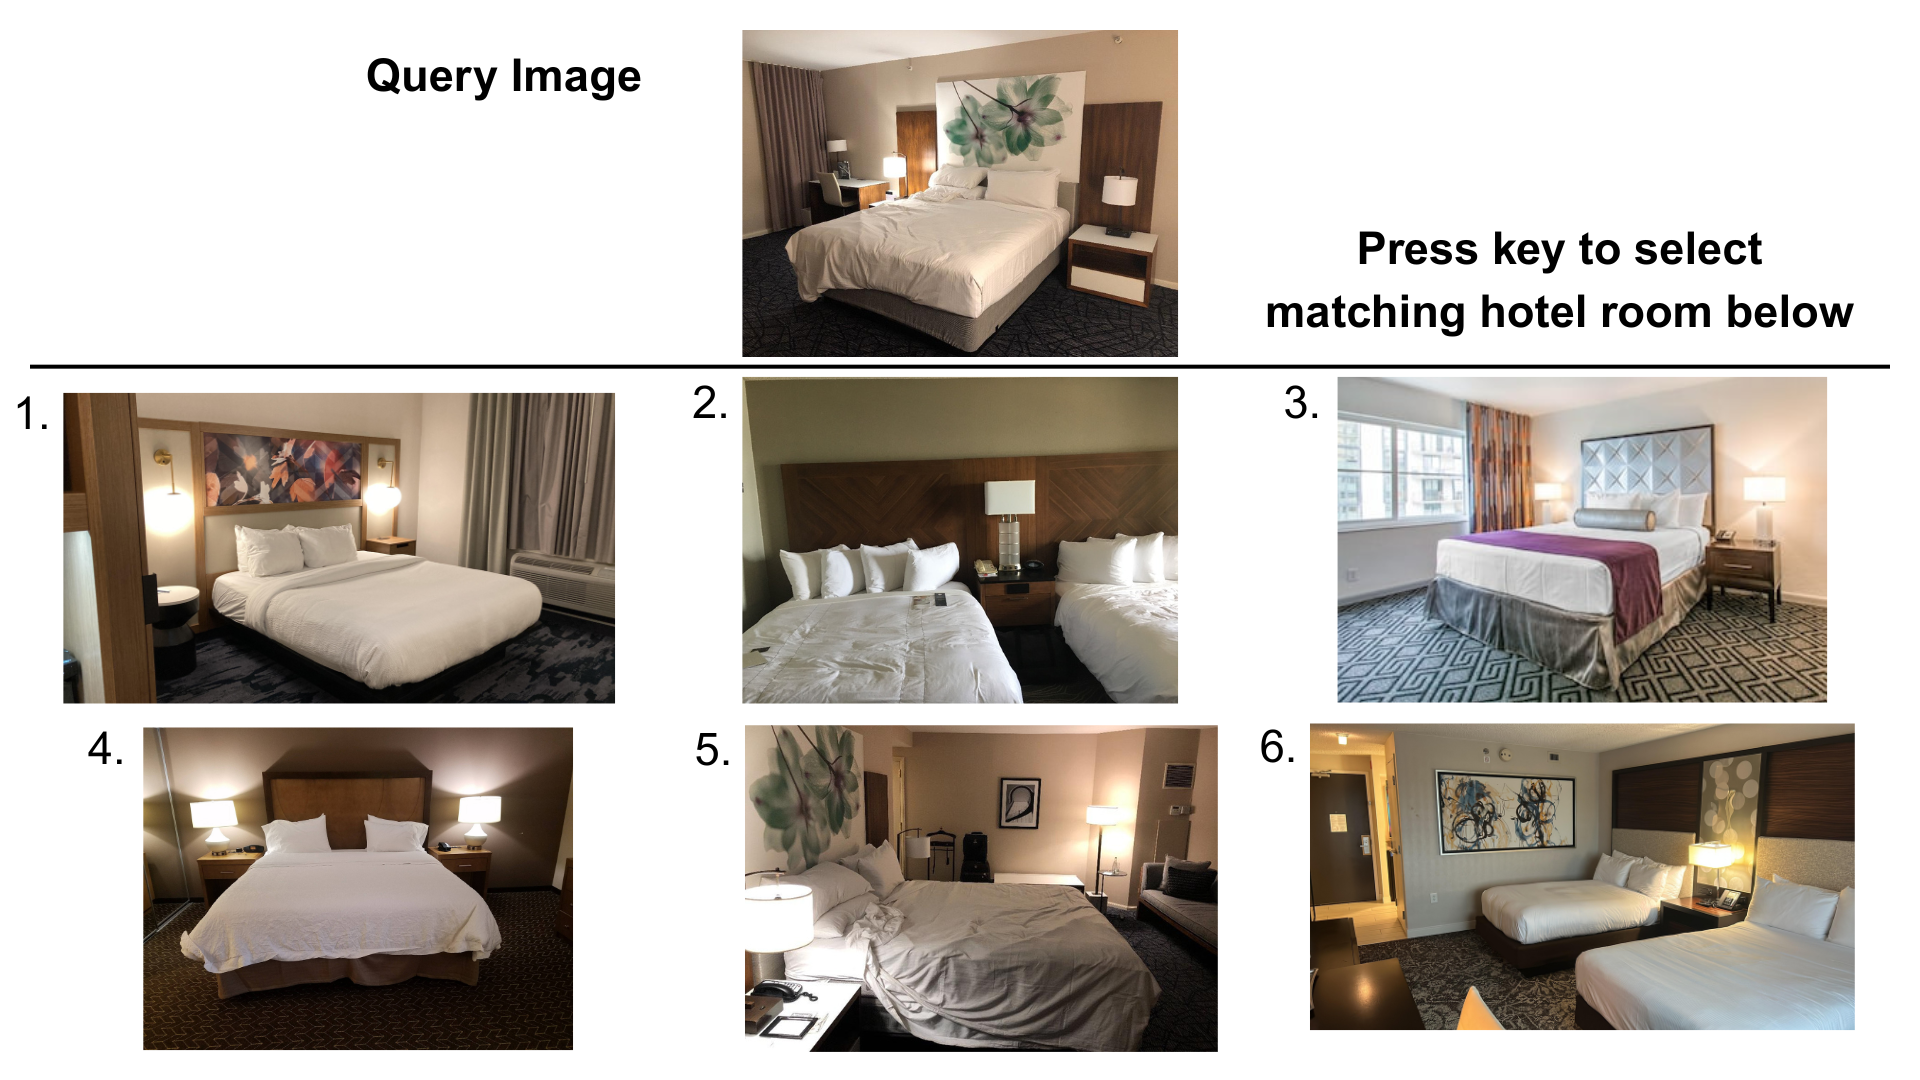 Query Image
Press key to select
matching hotel room below
1.
2.
3.
4.
5.
6.